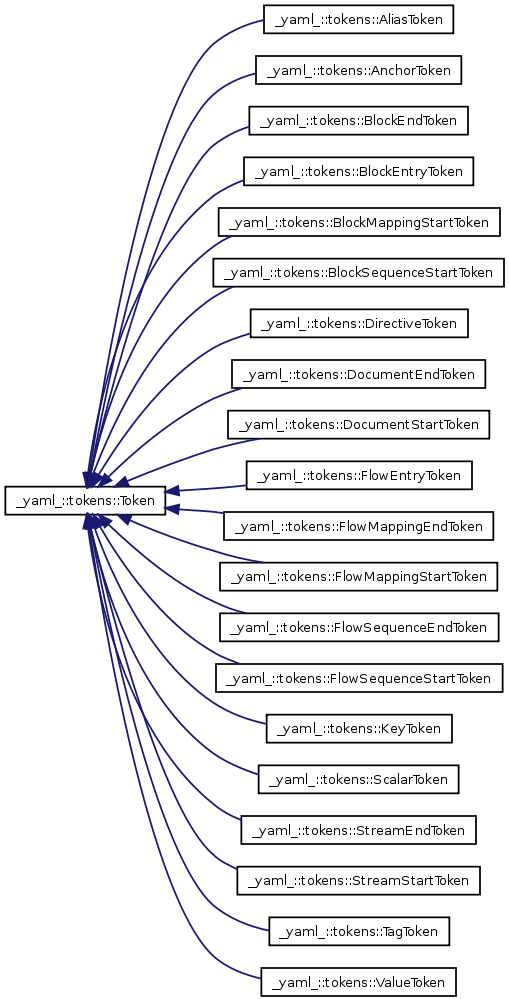 _yaml_::tokens::AliasToken
_yaml_::tokens::AnchorToken
_yaml_::tokens::BlockEndToken
_yaml_::tokens::BlockEntryToken
_yaml_::tokens::BlockMappingStartToken
_yaml_::tokens::BlockSequenceStartToken
_yaml_::tokens::DirectiveToken
_yaml_::tokens::DocumentEndToken
_yaml_::tokens::DocumentStartToken
_yaml_::tokens::FlowEntryToken
_yaml_::tokens::Token
_yaml_::tokens::FlowMappingEndToken
_yaml_::tokens::FlowMappingStartToken
_yaml_::tokens::FlowSequenceEndToken
_yaml_::tokens::FlowSequenceStartToken
_yaml_::tokens::KeyToken
_yaml_::tokens::ScalarToken
_yaml_::tokens::StreamEndToken
_yaml_::tokens::StreamStartToken
_yaml_::tokens::TagToken
_yaml_::tokens::ValueToken